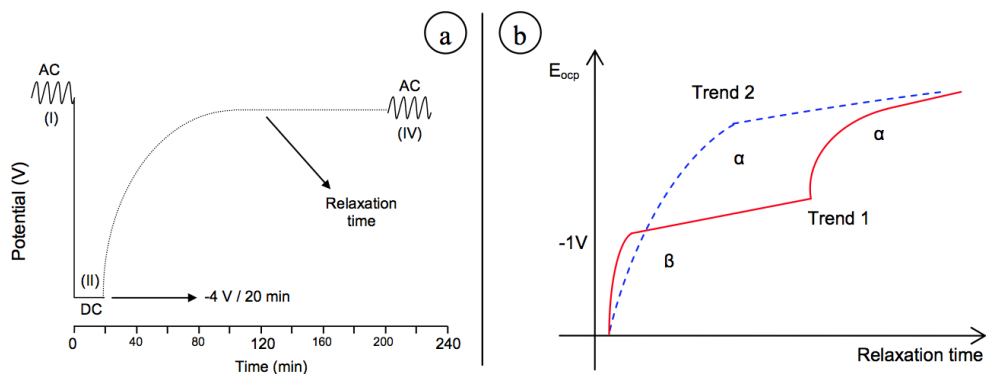 a
b
AC
(I)
AC
(IV)
Potential (V)
Relaxation
time
(II)
DC
-4 V / 20 min
0
40
80
120
160
200
240
Time (min)
Eocp
Trend 2
α
α
Trend 1
-1V
ß
Relaxation time